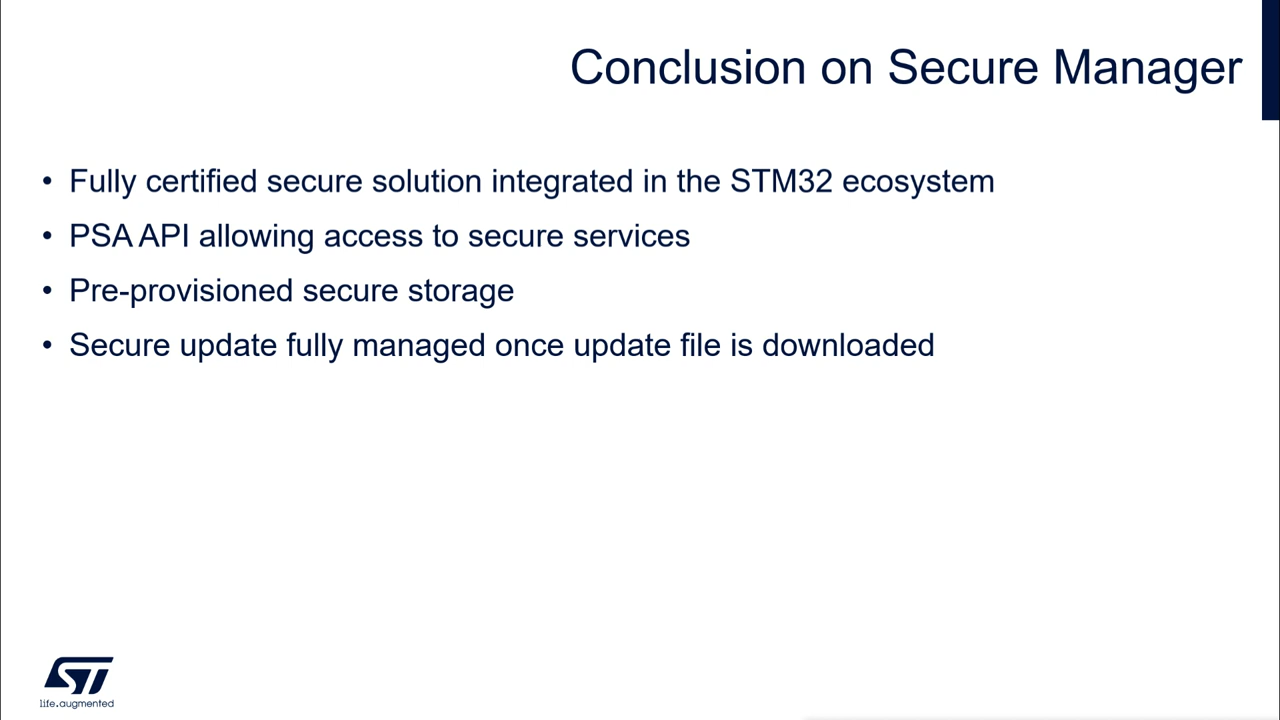 Conclusion on Secure Manager
• Fully certified secure solution integrated in the STM32 ecosystem
• PSA API allowing access to secure services
• Pre-provisioned secure storage
• Secure update fully managed once update file is downloaded
ST
life.augmented